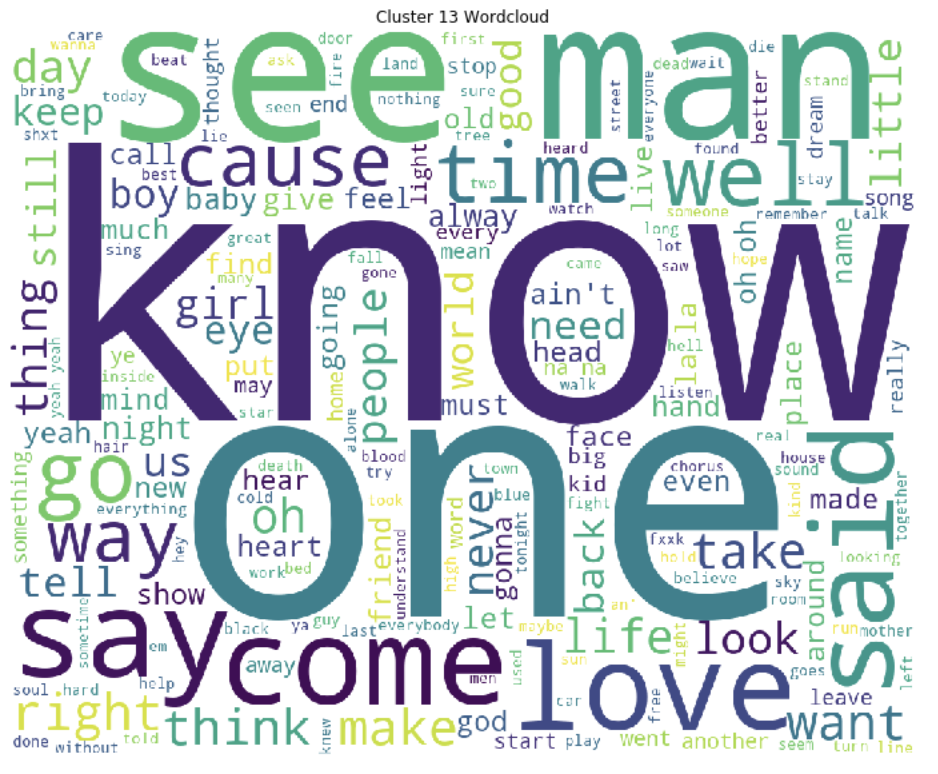 Cluster 13 Wordcloud
care
wanna
day
bring
today
keep
shxt
still
beat
thought
lie
see
ask
seen
end
door
fire
land
nothing
stop
sure
old
tree
first
good
man
street
everyone
dead
wait
better
die
dream
stand
little
call
best
boy
cause
baby
give
feel
light
time
two
heard
live
well
found
stay
song
someone
remember
talk
watch
alway
every
mean
much
sing
great
find
many
girl
eye
put
may
star
know
fall
gone
going
home
people
alone
world
must
came
ain't
need
head
na na
walk
long
lot
saw
hell
la la
listen
hand
oh oh
hope
name
place
really
thing
yeah yeah
ye
inside
mind
night
yeah
hair
something
go
us
new
everything
way
hey
tell
show
one
death
hear
cold
oh
heart
work
bed
blood
try
took
friend
understand
high
word
never
gonna
town
blue
tonight
face
big
kid
fight
back
chorus
even
fxxk
hold
take
believe
real
house
sound
kind
made
said
together
looking
sky
room
around
run
mother
left
say
sometime
em
black
ya
guy
last
everybody
let
maybe
an'
life
might
look
goes
leave
soul
hard
help
away
come
men
used
sun
love
car
free
want
right
done
without
told
think
knew
make
god
start
play
went
another
seem
turn
line